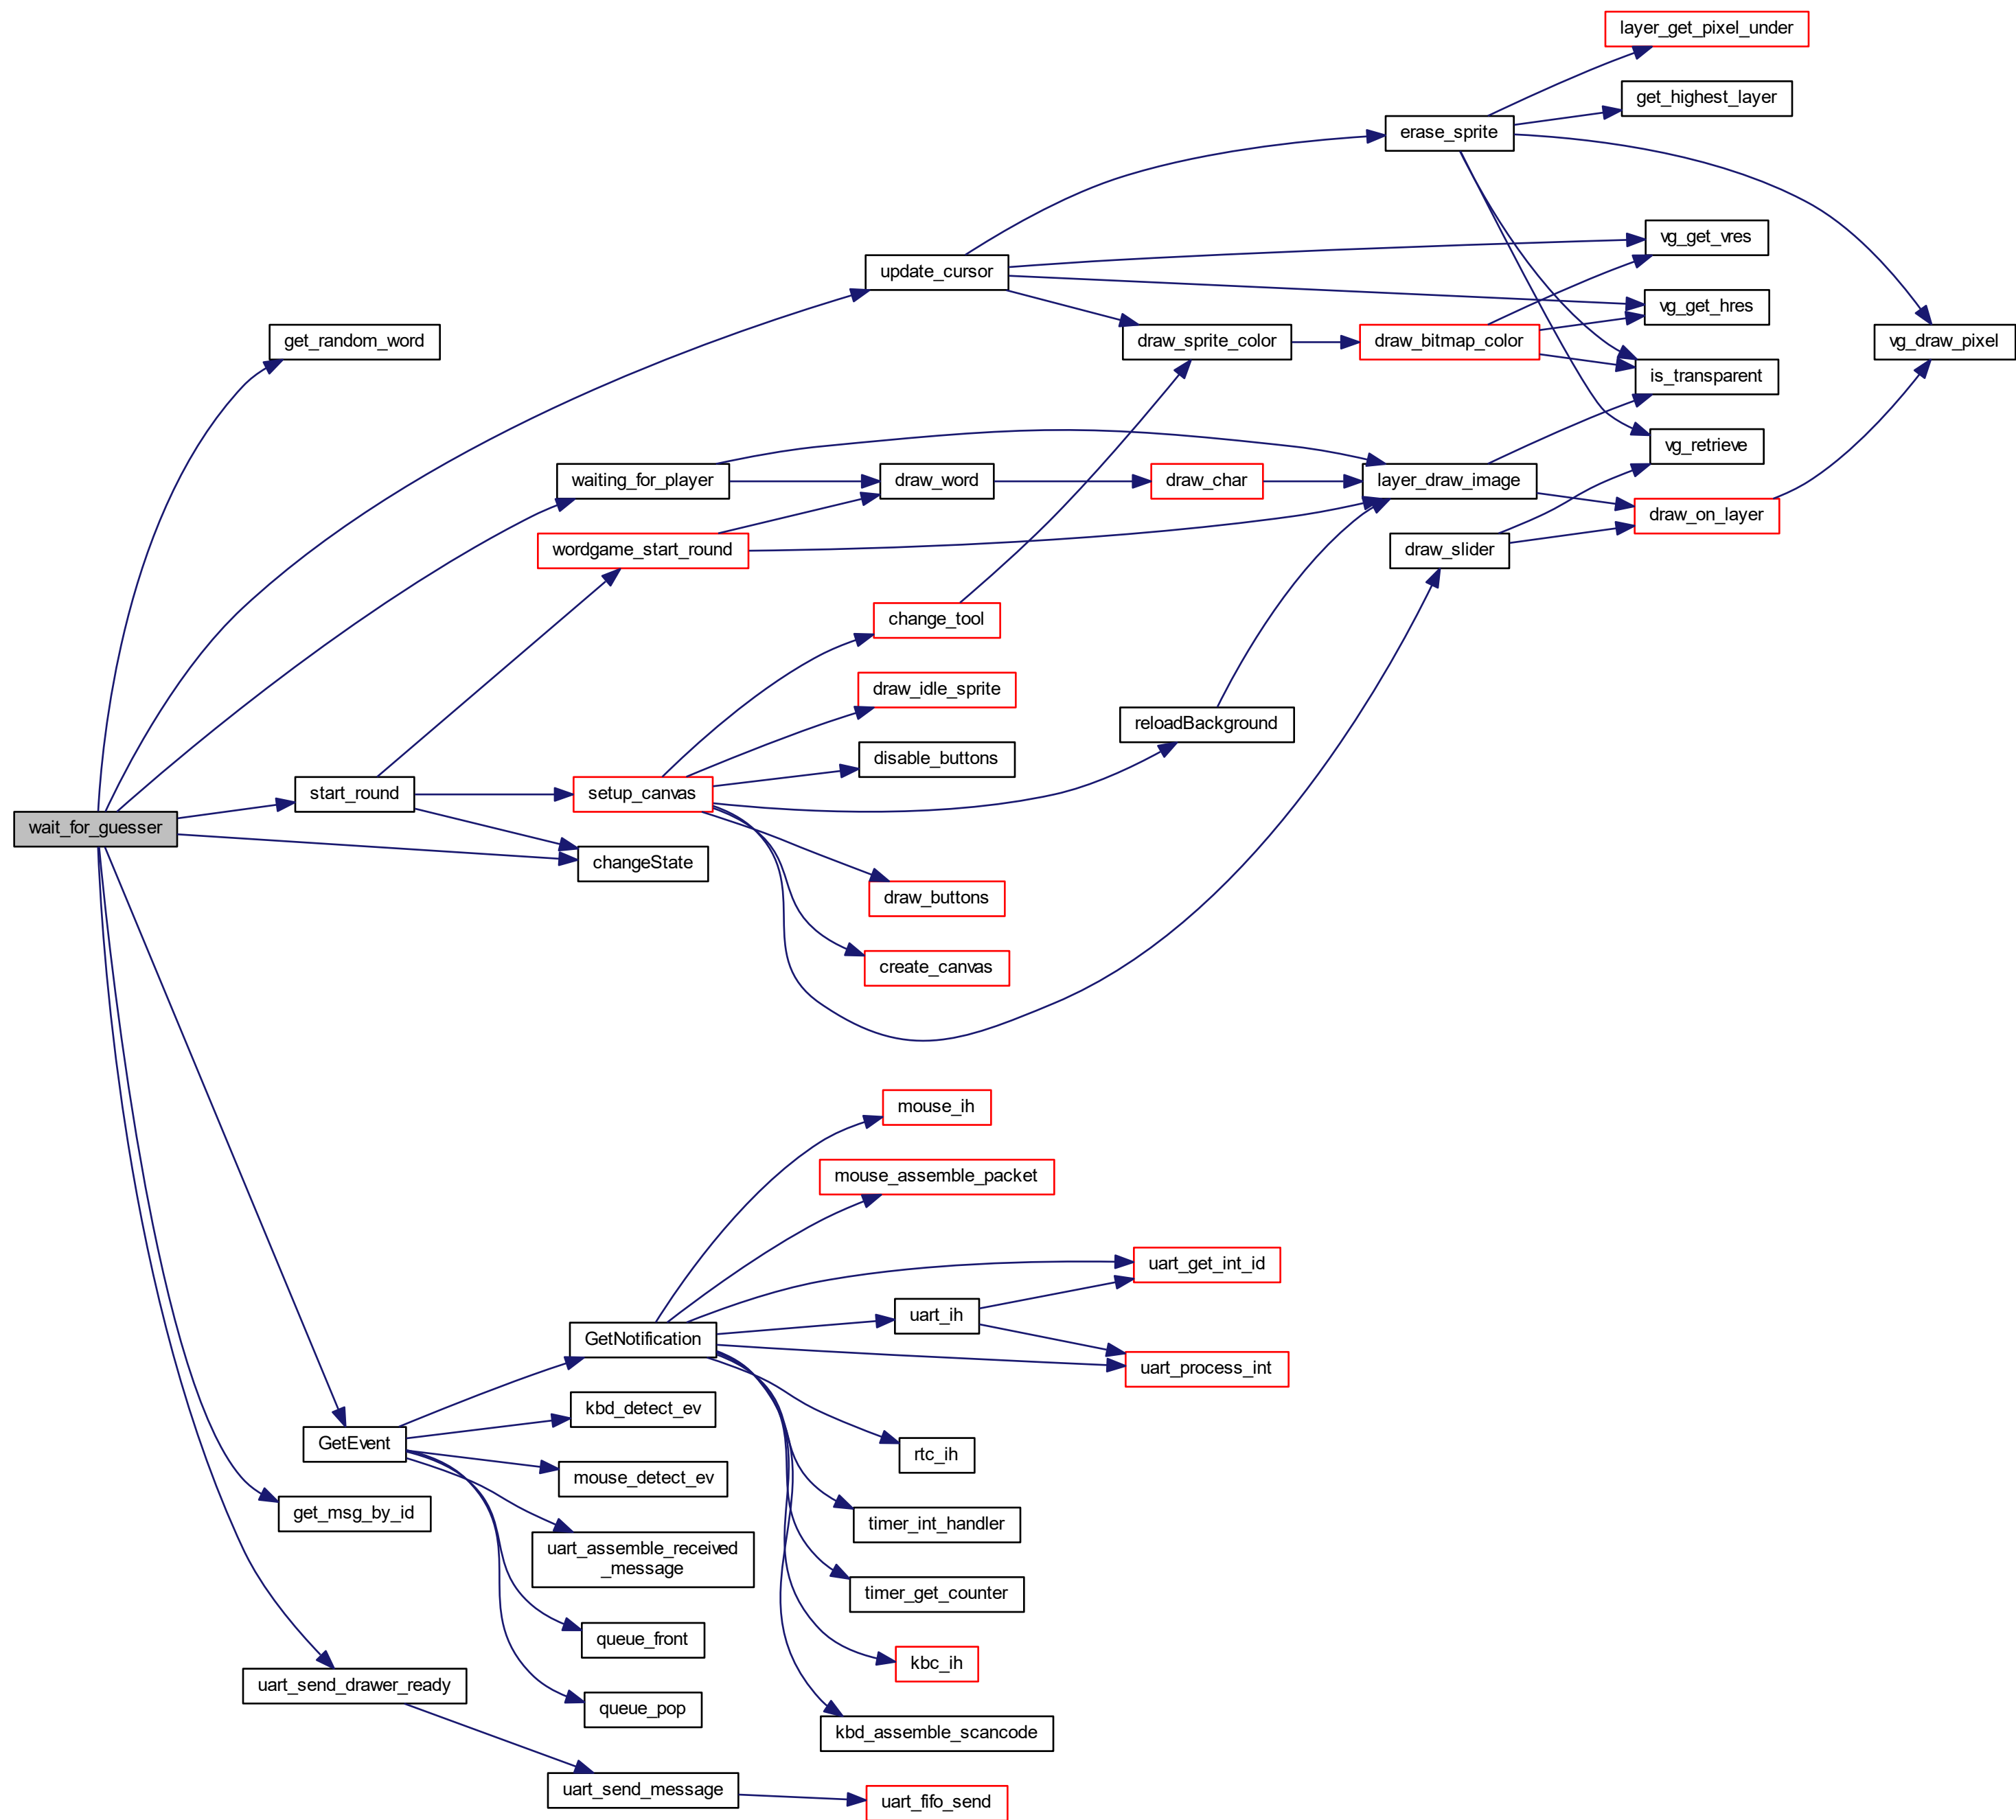 layer_get_pixel_under
get_highest_layer
erase_sprite
vg_get_vres
update_cursor
vg_get_hres
get_random_word
draw_sprite_color
draw_bitmap_color
vg_draw_pixel
is_transparent
vg_retrieve
waiting_for_player
draw_word
draw_char
layer_draw_image
draw_on_layer
wordgame_start_round
draw_slider
change_tool
draw_idle_sprite
reloadBackground
disable_buttons
start_round
setup_canvas
wait_for_guesser
changeState
draw_buttons
create_canvas
mouse_ih
mouse_assemble_packet
uart_get_int_id
uart_ih
GetNotification
uart_process_int
kbd_detect_ev
GetEvent
rtc_ih
mouse_detect_ev
get_msg_by_id
timer_int_handler
uart_assemble_received
_message
timer_get_counter
queue_front
kbc_ih
uart_send_drawer_ready
queue_pop
kbd_assemble_scancode
uart_send_message
uart_fifo_send